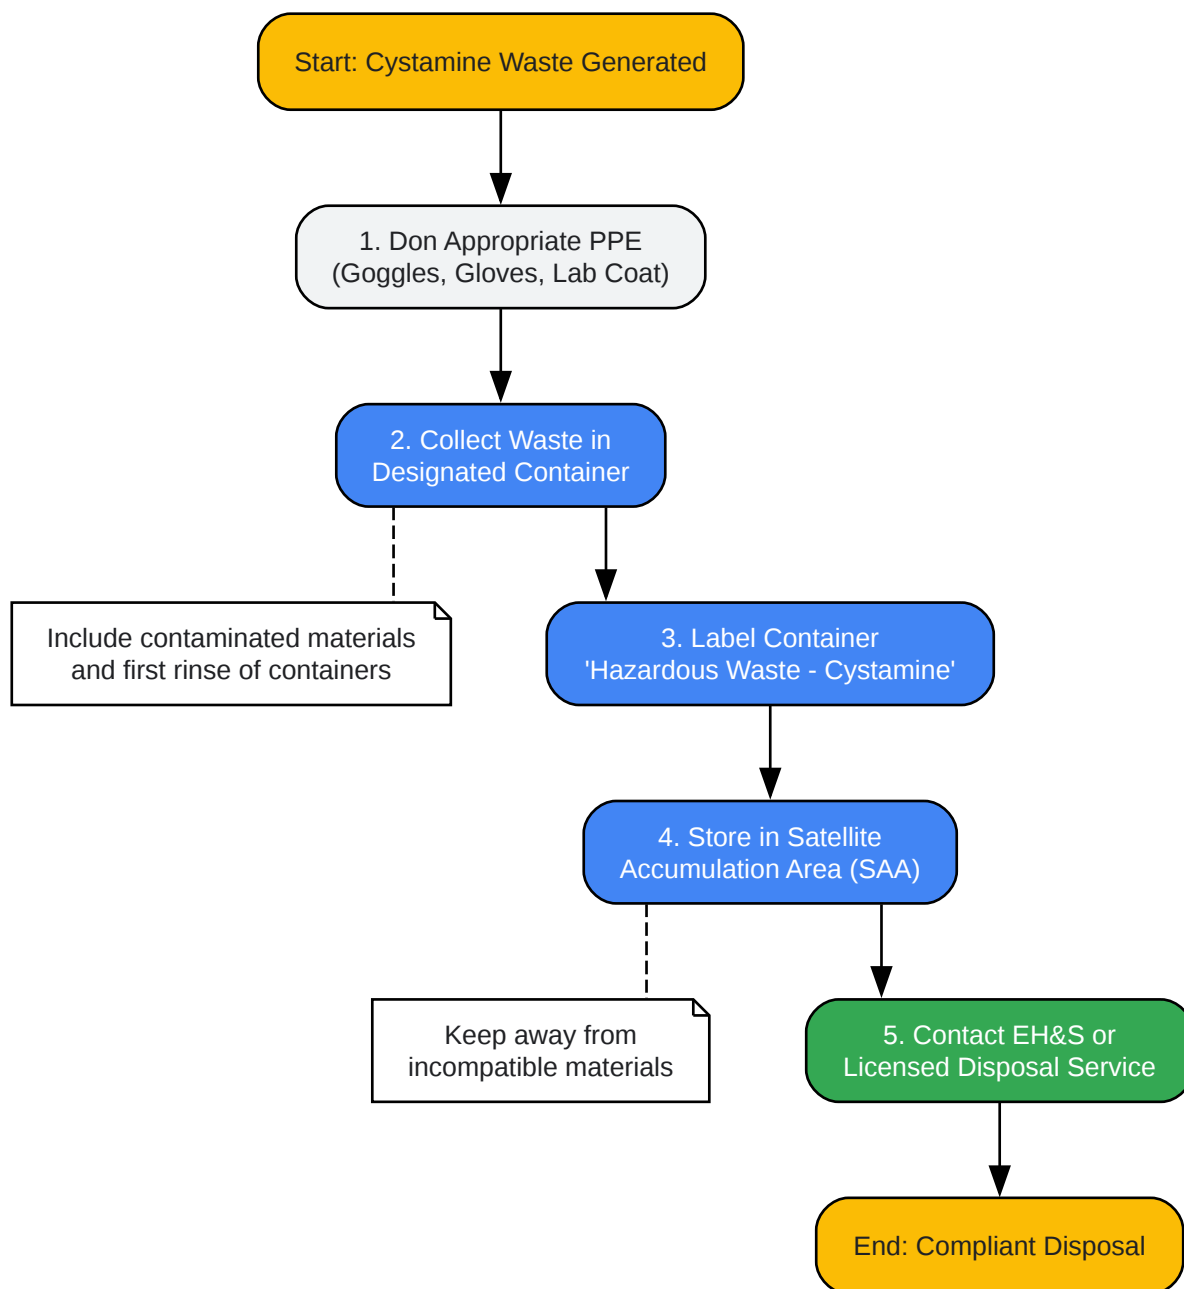 Start: Cystamine Waste Generated
1. Don Appropriate PPE
(Goggles, Gloves, Lab Coat)
2. Collect Waste in
Designated Container
Include contaminated materials
and first rinse of containers
3. Label Container
'Hazardous Waste - Cystamine'
4. Store in Satellite
Accumulation Area (SAA)
Keep away from
incompatible materials
5. Contact EH&S or
Licensed Disposal Service
End: Compliant Disposal